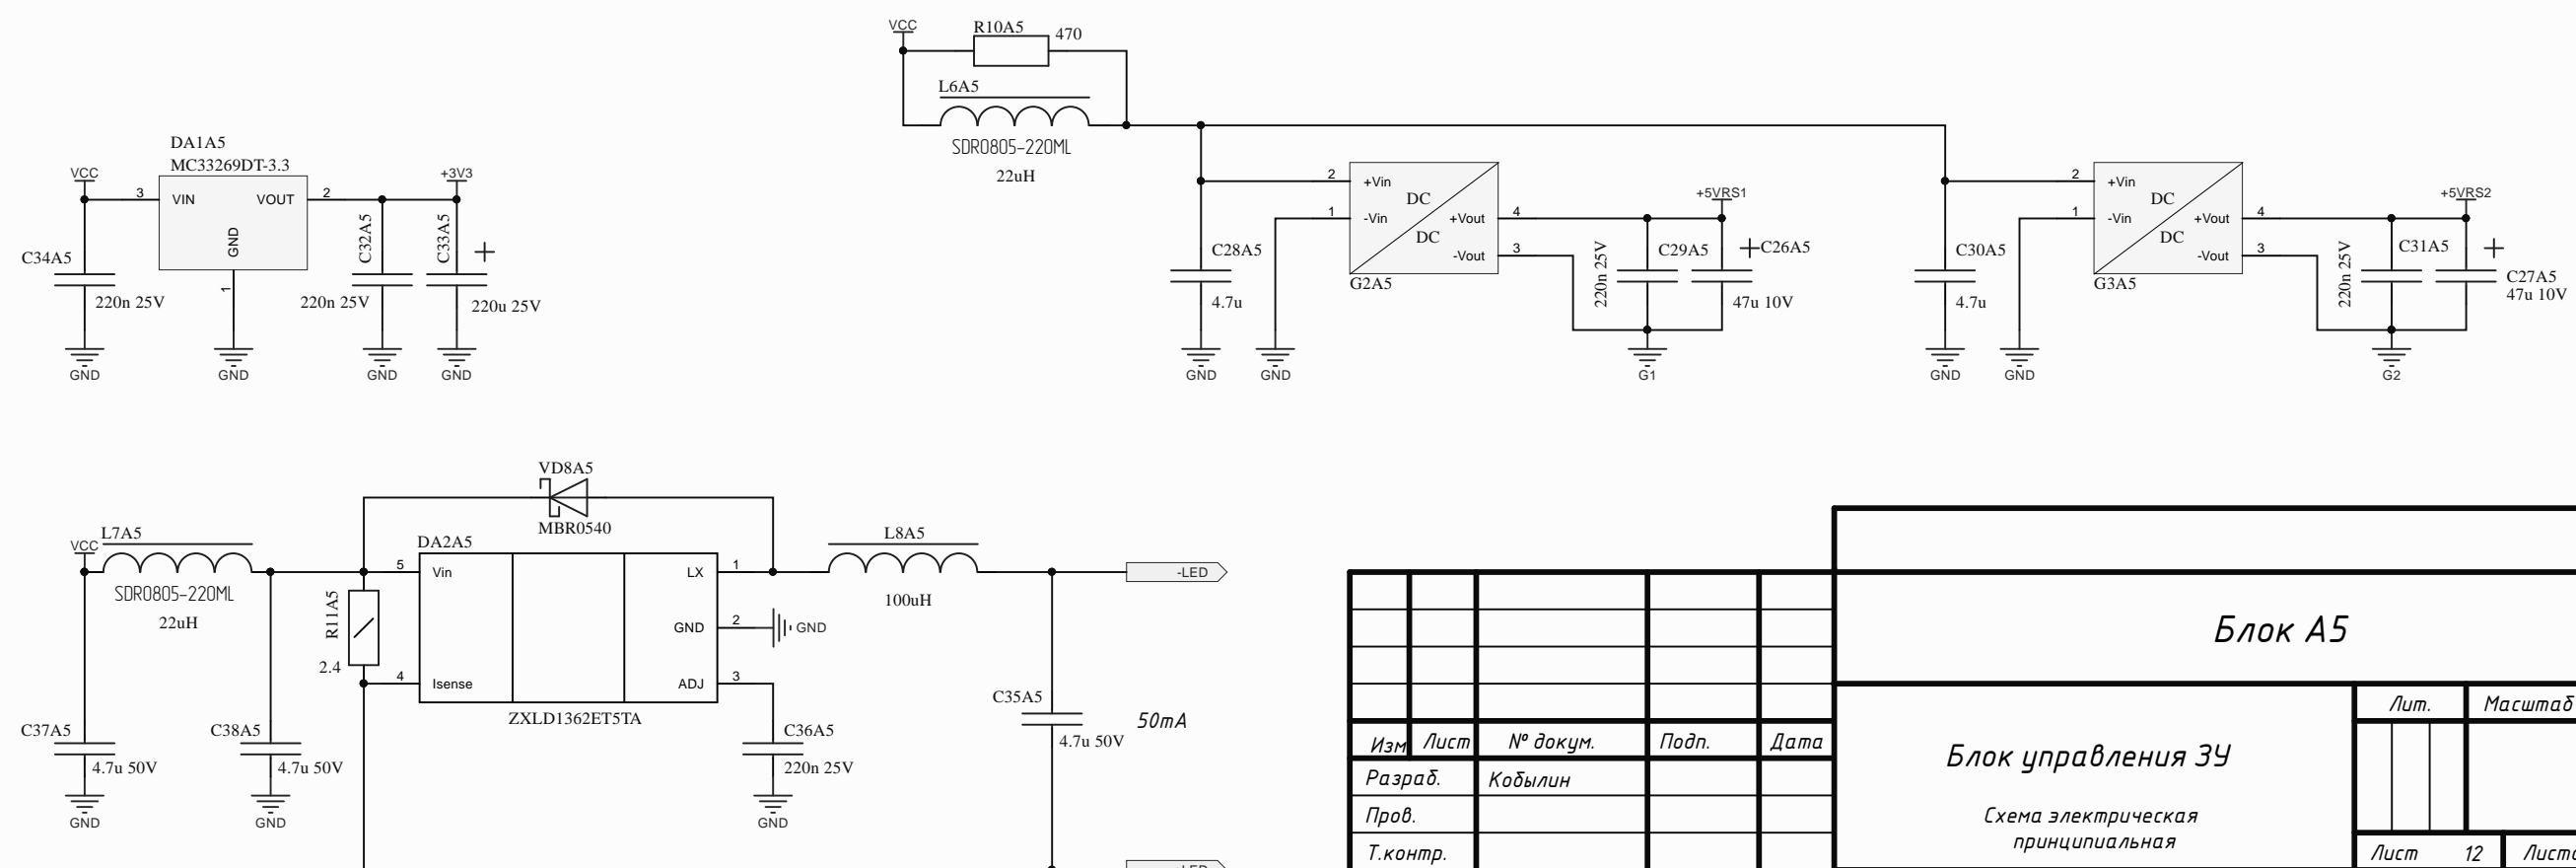 VCC
R10A5
470
L6A5
SDR0805-220ML
22uH
DA1A5
MC33269DT-3.3
VCC
3
VIN
VOUT
2
+3V3
GND
1
C34A5
220n 25V
C32A5
220n 25V
C33A5
220u 25V
GND
GND
GND
GND
2
+Vin
DC
1
-Vin
+Vout
4
DC
-Vout
3
G2A5
+5VRS1
C28A5
4.7u
220n 25V
C29A5
C26A5
47u 10V
GND
GND
G1
2
+Vin
DC
1
-Vin
+Vout
4
DC
-Vout
3
G3A5
+5VRS2
C30A5
4.7u
220n 25V
C31A5
C27A5
47u 10V
GND
GND
G2
VD8A5
MBR0540
VCC
L7A5
SDR0805-220ML
22uH
DA2A5
5
Vin
LX
1
L8A5
100uH
-LED
R11A5
2.4
GND
2
GND
4
Isense
ADJ
3
ZXLD1362ET5TA
C37A5
4.7u 50V
C38A5
4.7u 50V
C36A5
220n 25V
C35A5
4.7u 50V
50mA
GND
GND
GND
Блок А5
Лит.
Масштаб
Изм
Лист
№ докум.
Подп.
Дата
Разраб.
Кобылин
Пров.
Т.контр.
Блок управления ЗУ
Схема электрическая
принципиальная
Лист 12